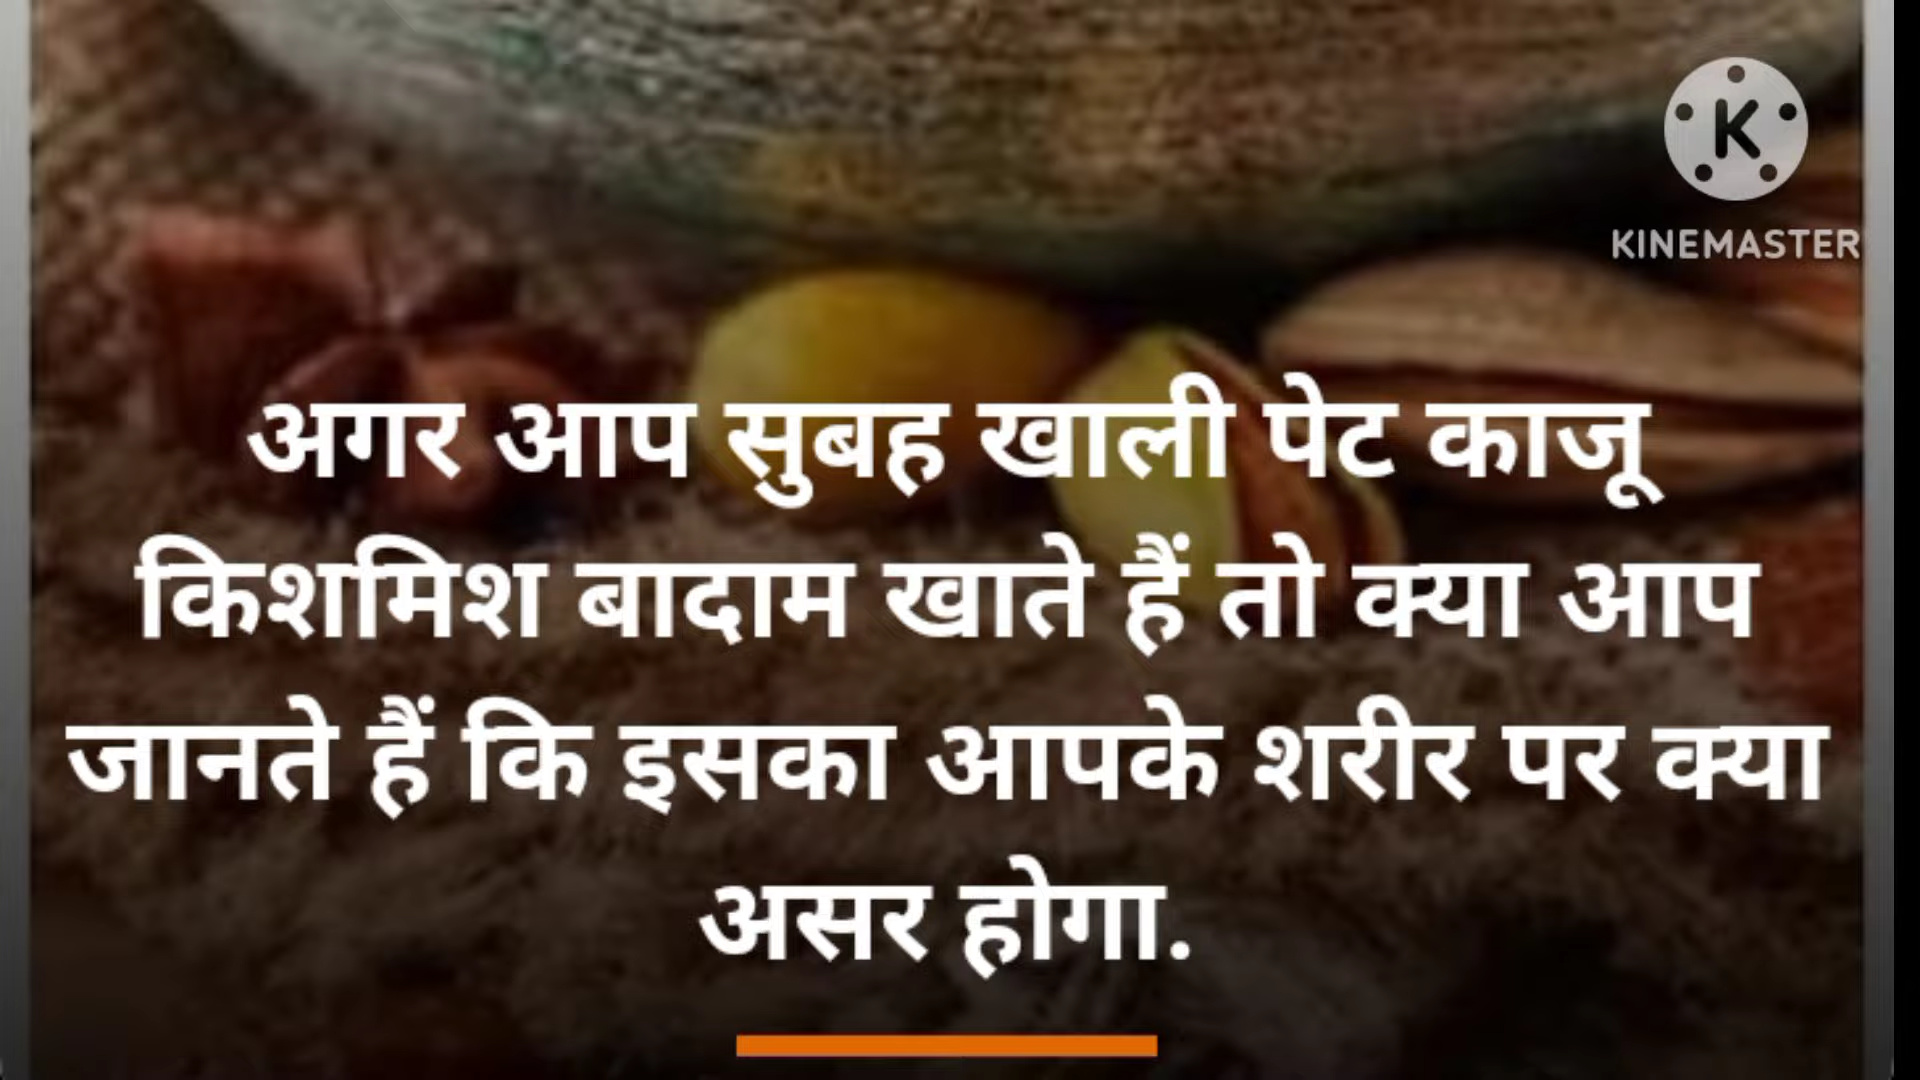 K
KINEMASTER
अगर आप सुबह खाली पेट काजू
किशमिश बादाम खाते हैं तो क्या आप
जानते हैं कि इसका आपके शरीर पर क्या
असर होगा.